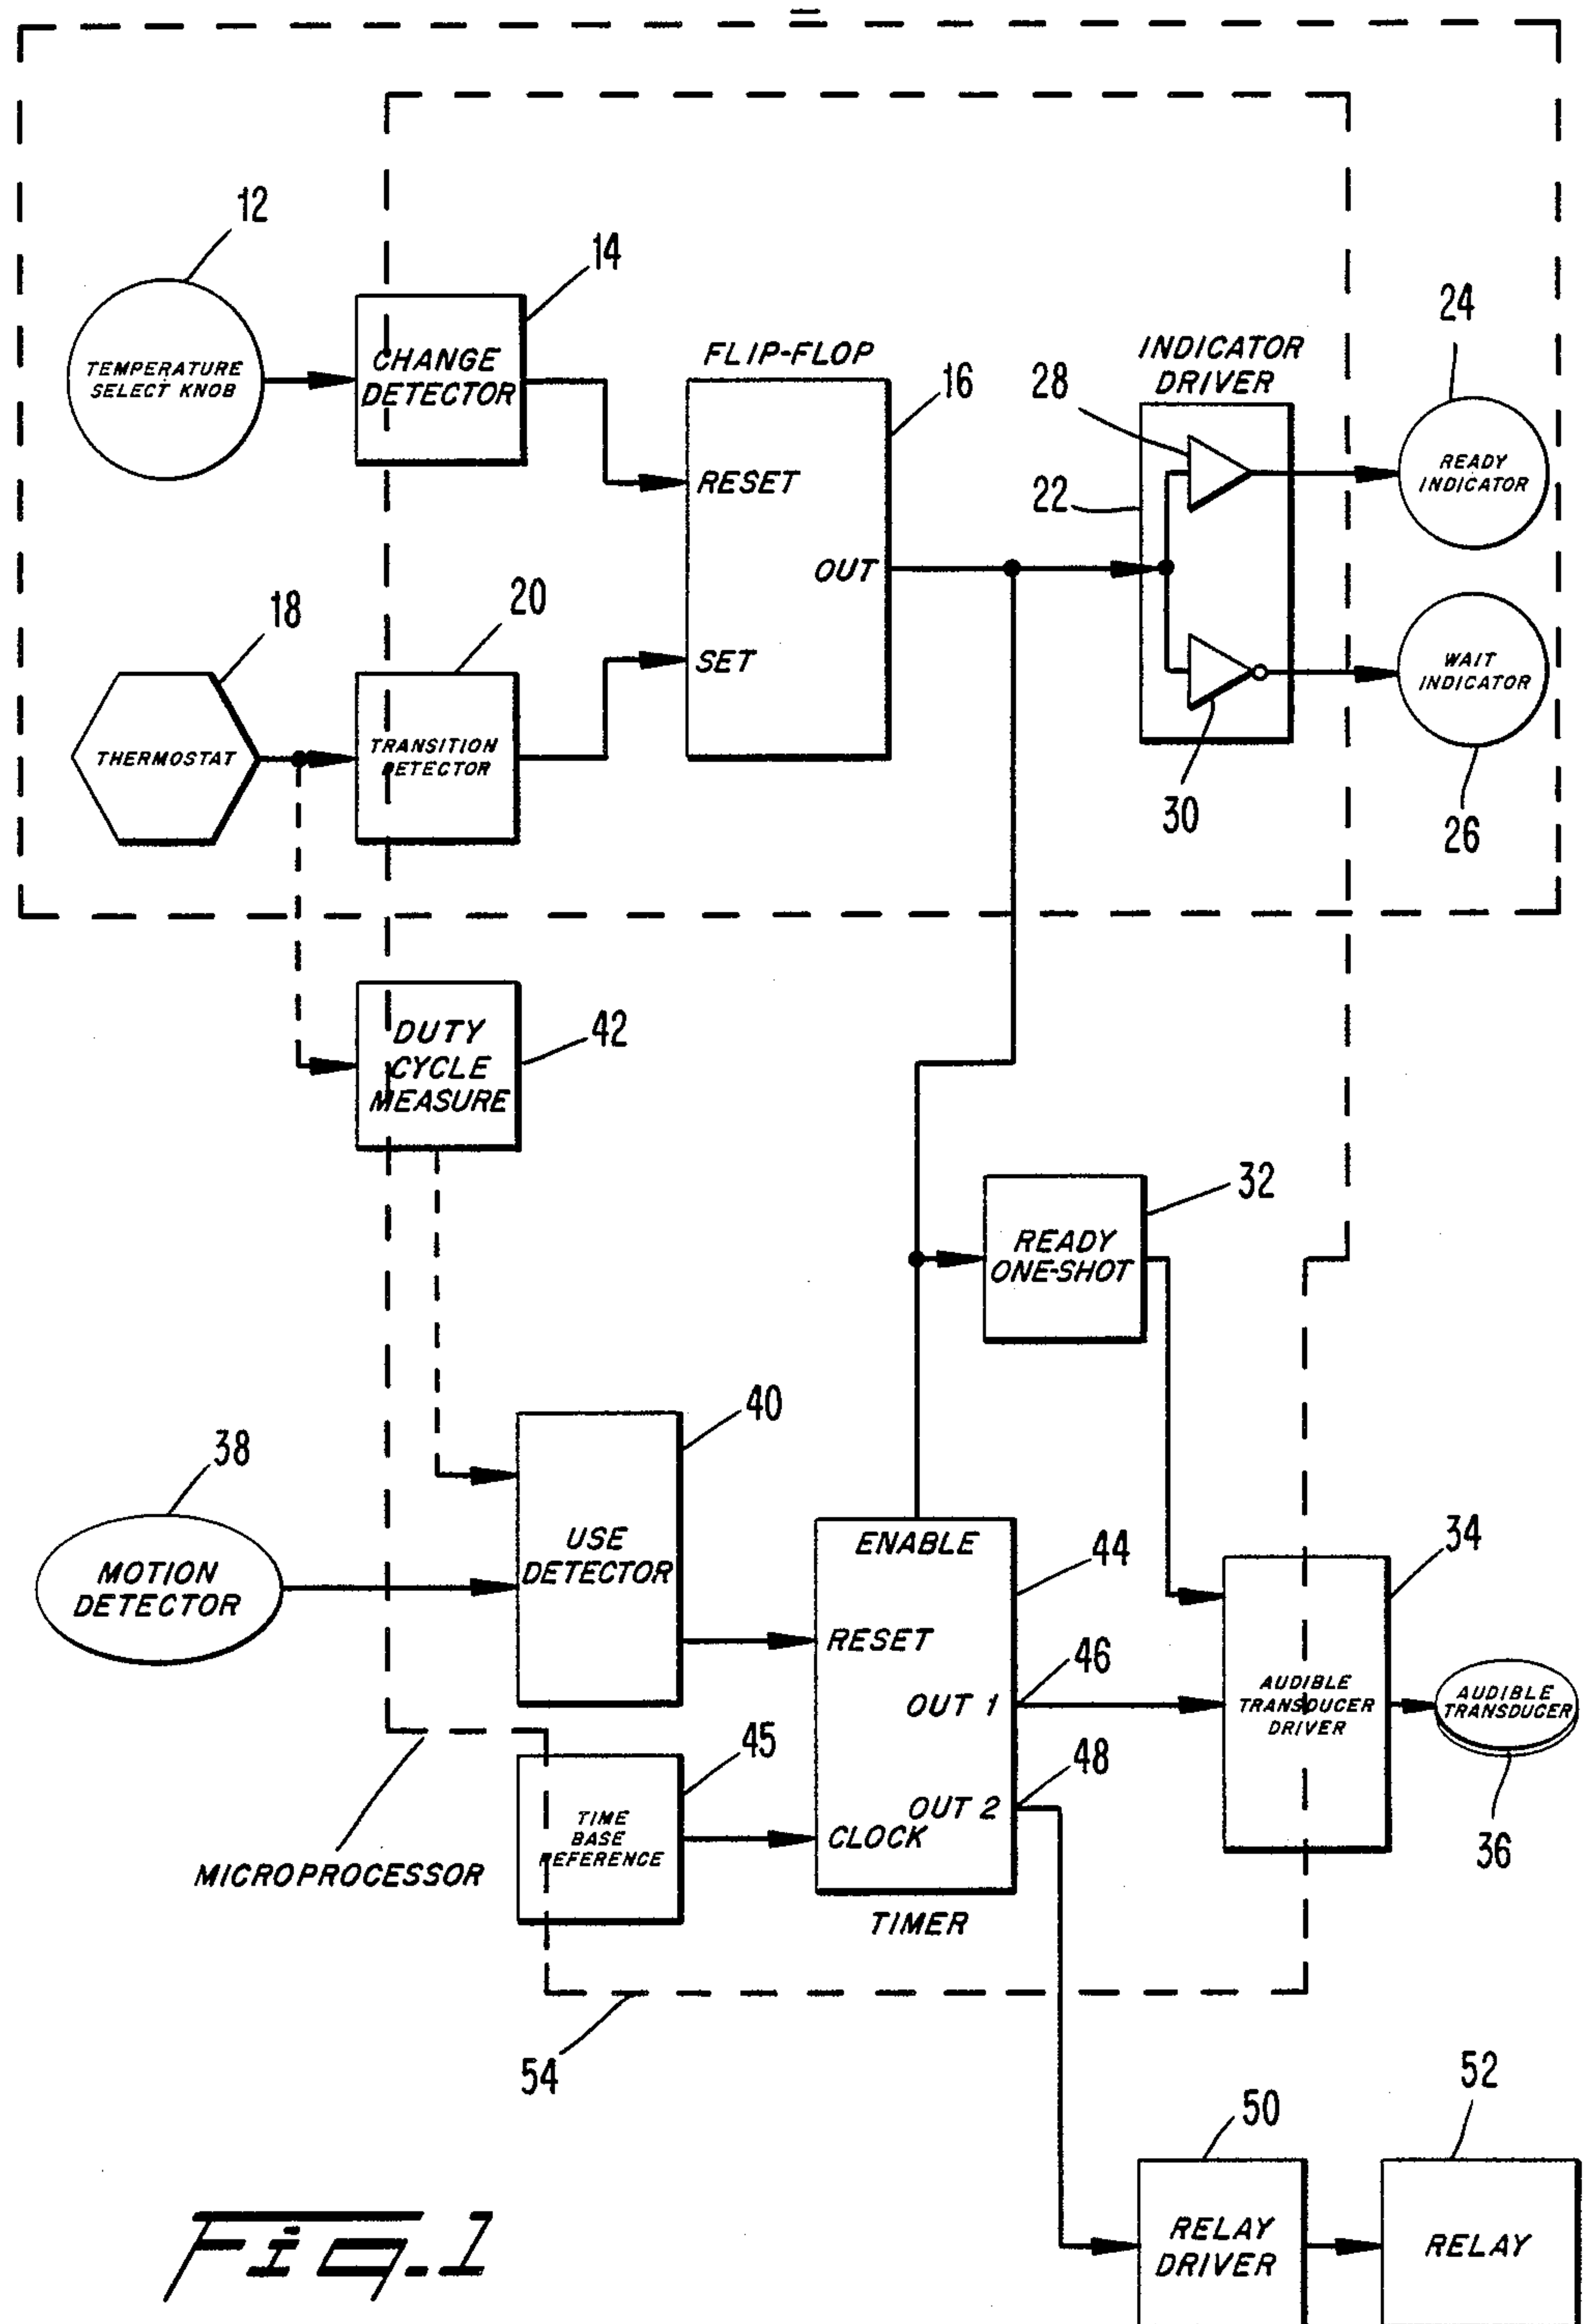 12
14
TEMPERATURE
SELECT KNOB
CHANGE
DETECTOR
FLIP-FLOP
16
RESET
OUT
SET
INDICATOR
DRIVER
28
22
30
24
READY
INDICATOR
WAIT
INDICATOR
26
18
THERMOSTAT
20
TRANSITION
DETECTOR
DUTY
CYCLE
MEASURE
42
32
READY
ONE-SHOT
38
MOTION
DETECTOR
40
USE
DETECTOR
ENABLE
44
RESET
46
OUT 1
48
OUT 2
CLOCK
TIMER
34
AUDIBLE
TRANSDUCER
DRIVER
AUDIBLE
TRANSDUCER
36
45
TIME
BASE
REFERENCE
MICROPROCESSOR
54
50
RELAY
DRIVER
52
RELAY
Fig. 1